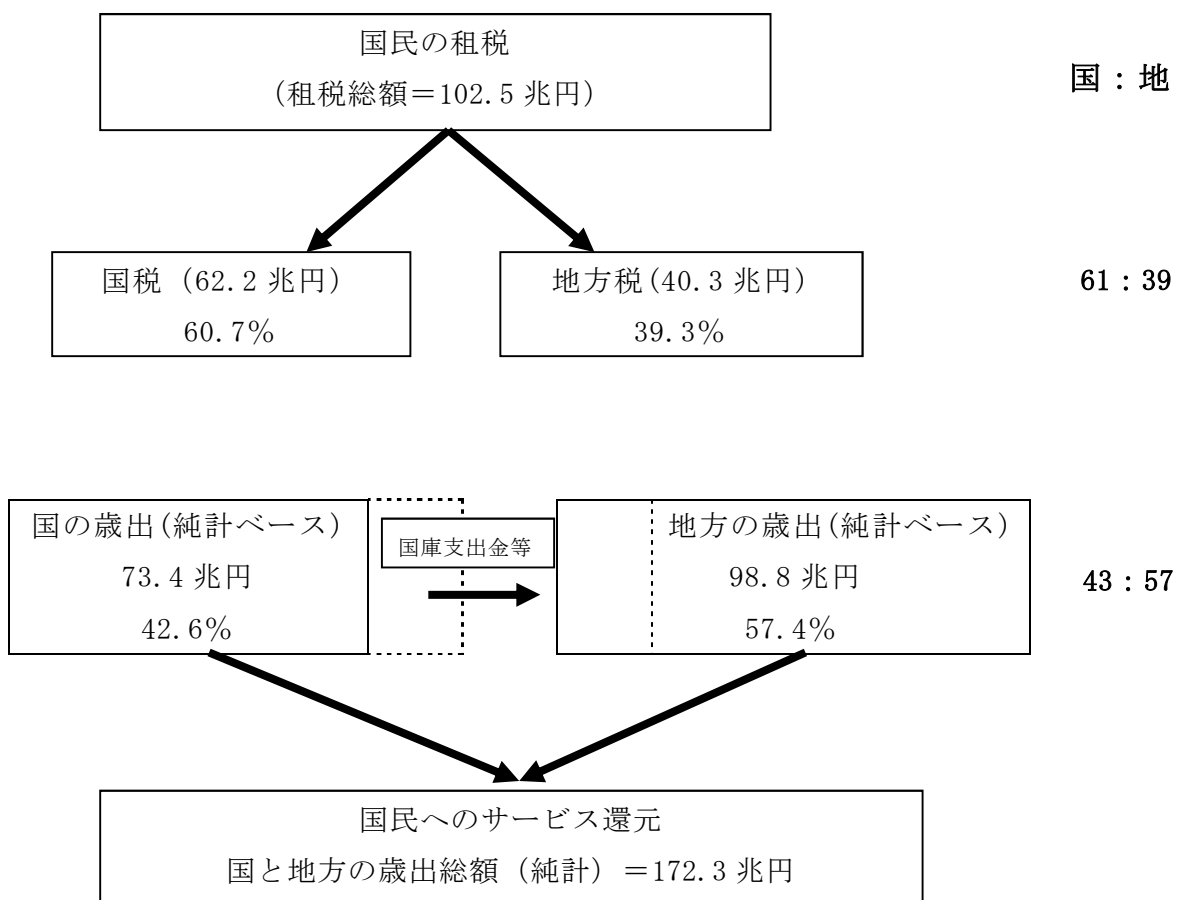 国民の租税
(租税総額＝102.5 兆円)
国：地
国税（62.2 兆円）
60.7％
地方税(40.3 兆円）
39.3％
61：39
国の歳出(純計ベース）
73.4 兆円
42.6％
国庫支出金等
地方の歳出(純計ベース）
98.8 兆円
57.4％
43：57
国民へのサービス還元
国と地方の歳出総額（純計）＝172.3 兆円